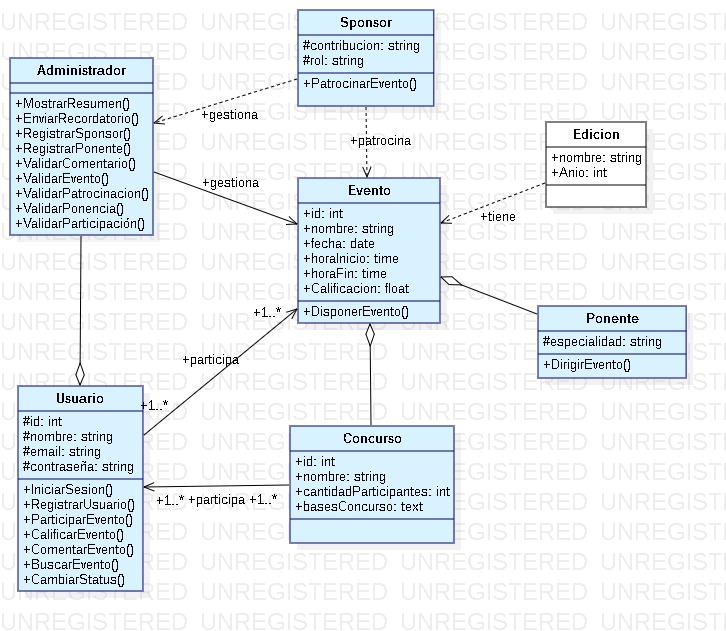 UNREGISTERED UNREGISTERED UNREGISTERED UNREGISTERED
Sponsor
#contribucion: string
#rol: string
+PatrocinarEvento()
Administrador
+MostrarResumen()
+EnviarRecordatorio()
+RegistrarSponsor()
+RegistrarPonente()
+ValidarComentario()
+ValidarEvento()
+ValidarPatrocinacion()
+ValidarPonencia()
+ValidarParticipación()
+gestiona
+patrocina
Edicion
+nombre: string
+Anio: int
+gestiona
+tiene
Evento
+id: int
+nombre: string
+fecha: date
+horaInicio: time
+horaFin: time
+Calificacion: float
+DisponerEvento()
Ponente
#especialidad: string
+DirigirEvento()
+1..*
+participa
+1..*
Usuario
#id: int
#nombre: string
#email: string
#contraseña: string
+IniciarSesion()
+RegistrarUsuario()
+ParticiparEvento()
+CalificarEvento()
+ComentarEvento()
+BuscarEvento()
+CambiarStatus()
Concurso
+id: int
+nombre: string
+cantidadParticipantes: int
+basesConcurso: text
+1..* +participa +1..*